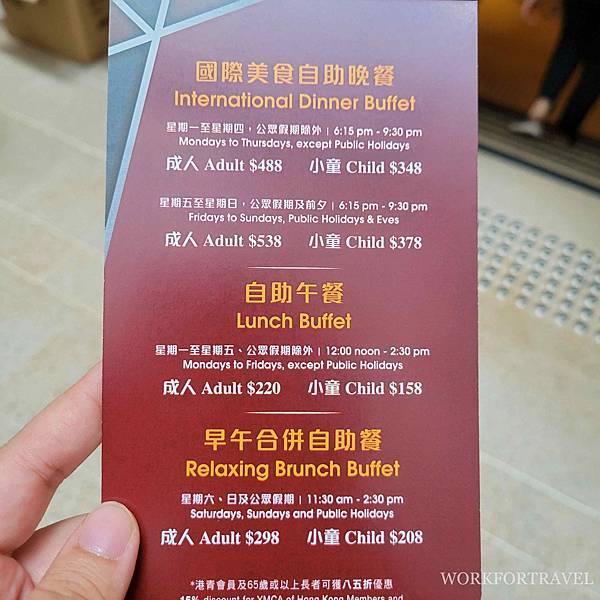 國際美食自助晚餐
International Dinner Buffet
星期一至星期四，公眾假期除外 | 6:15 pm - 9:30 pm
Mondays to Thursdays, except Public Holidays
成人 Adult $488 小童 Child $348
星期五至星期日，公眾假期及前夕 | 6:15 pm - 9:30 pm
Fridays to Sundays, Public Holidays & Eves
成人 Adult $538 小童 Child $378
自助午餐
Lunch Buffet
星期一至星期五、公眾假期除外 | 12:00 noon - 2:30 pm
Mondays to Fridays, except Public Holidays
成人 Adult $220 小童 Child $158
早午合併自助餐
Relaxing Brunch Buffet
星期六、日及公眾假期 | 11:30 am - 2:30 pm
Saturdays, Sundays and Public Holidays
成人 Adult $298 小童 Child $208
*港青會員及65歲或以上長者可獲八五折優惠
15% discount for YMCA of Hong Kong Members and
WORKFORTRAVEL